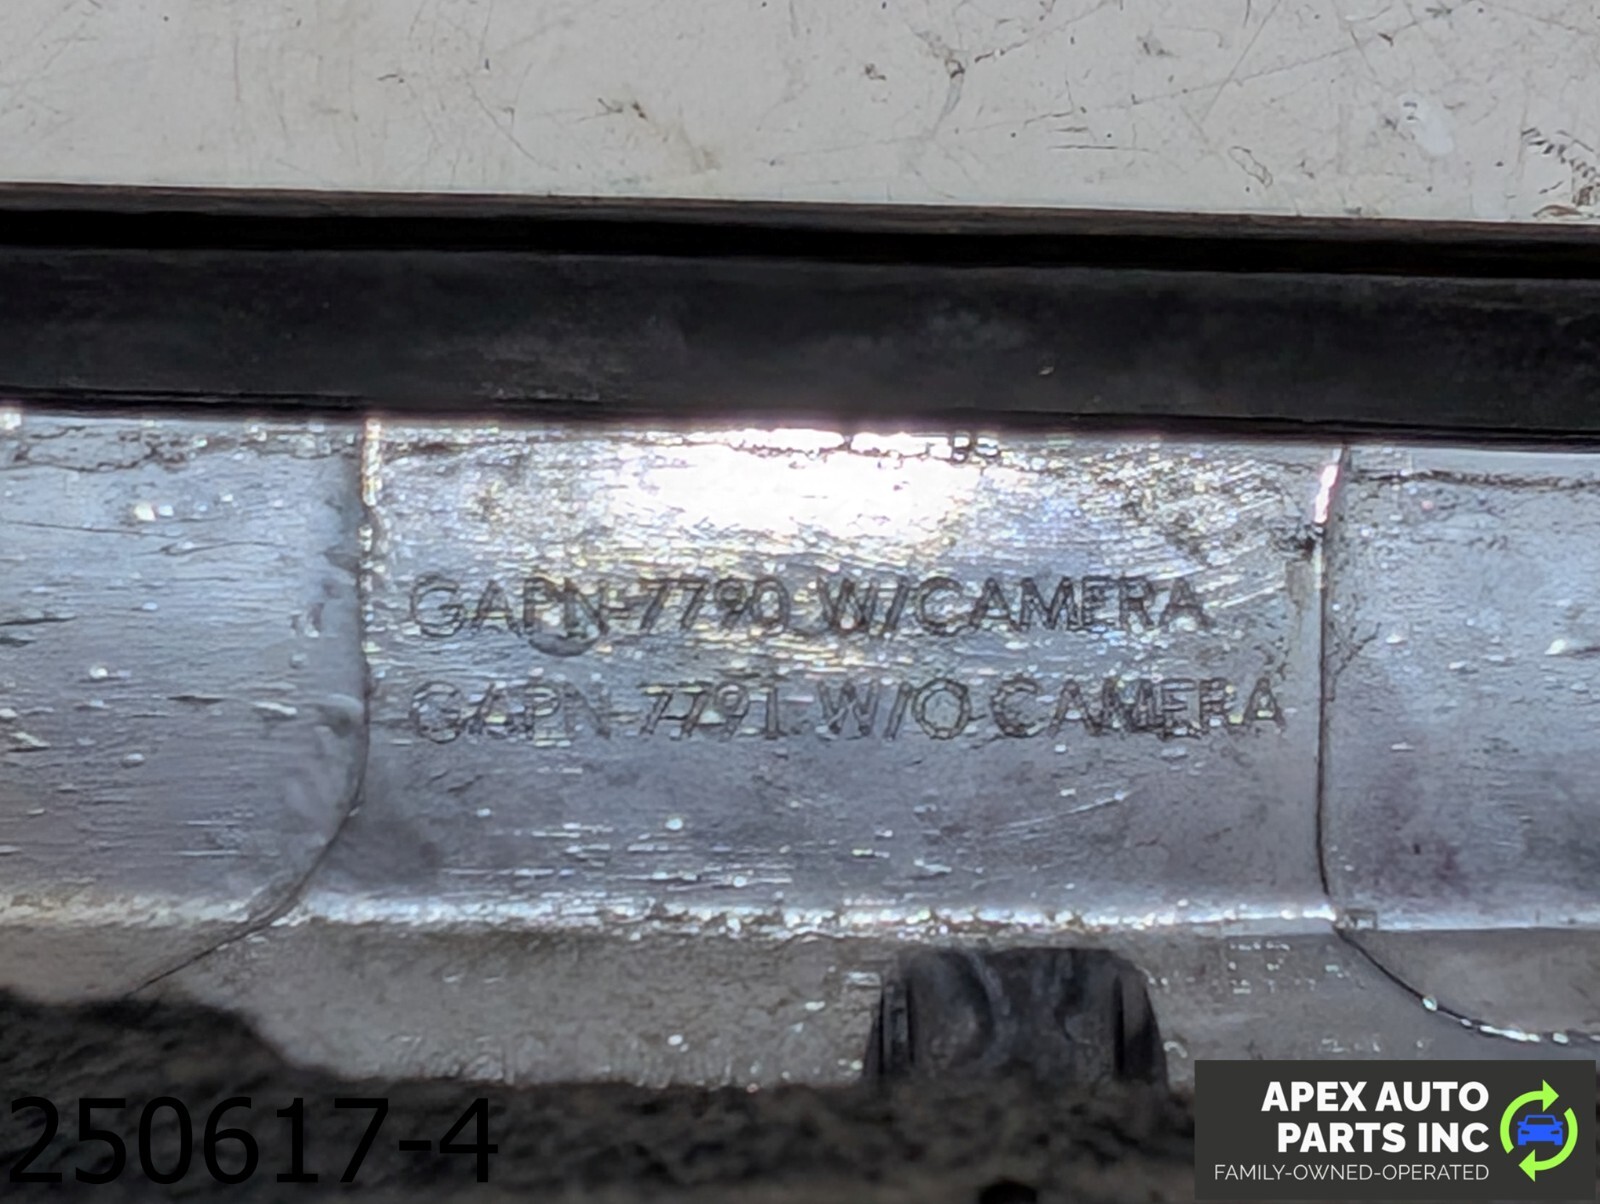 GAPN-7790 W/CAMERA
GAPN-7791 W/O CAMERA
250617-4
APEX AUTO
PARTS INC
FAMILY-OWNED-OPERATED